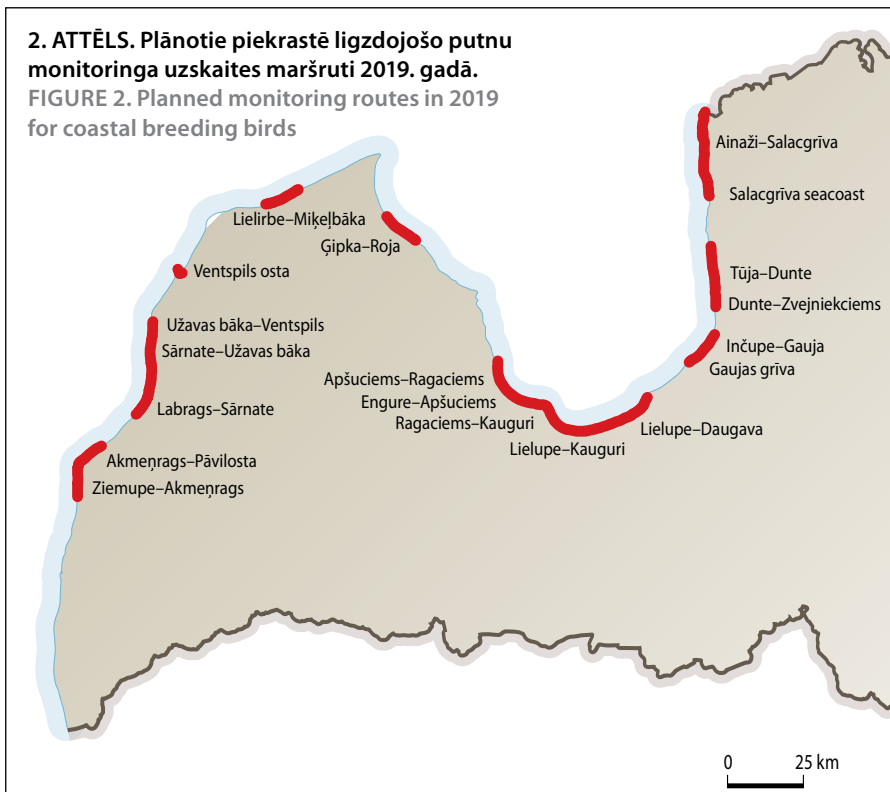 2. ATTĒLS. Plānotie piekrastē ligzdojošo putnu
monitoringa uzskaites maršruti 2019. gadā.
FIGURE 2. Planned monitoring routes in 2019
for coastal breeding birds
Ainaži–Salacgrīva
Salacgrīva seacoast
Lielirbe–Miķeļbāka
Ģipka–Roja
Ventspils osta
Tūja–Dunte
Dunte–Zvejniekciems
Užavas bāka–Ventspils
Sārnate–Užavas bāka
Inčupe–Gauja
Gaujas grīva
Apšuciems–Ragaciems
Engure–Apšuciems
Ragaciems–Kauguri
Labrags–Sārnate
Lielupe–Daugava
Lielupe–Kauguri
Akmeņrags–Pāvilosta
Ziemupe–Akmeņrags
0 25 km